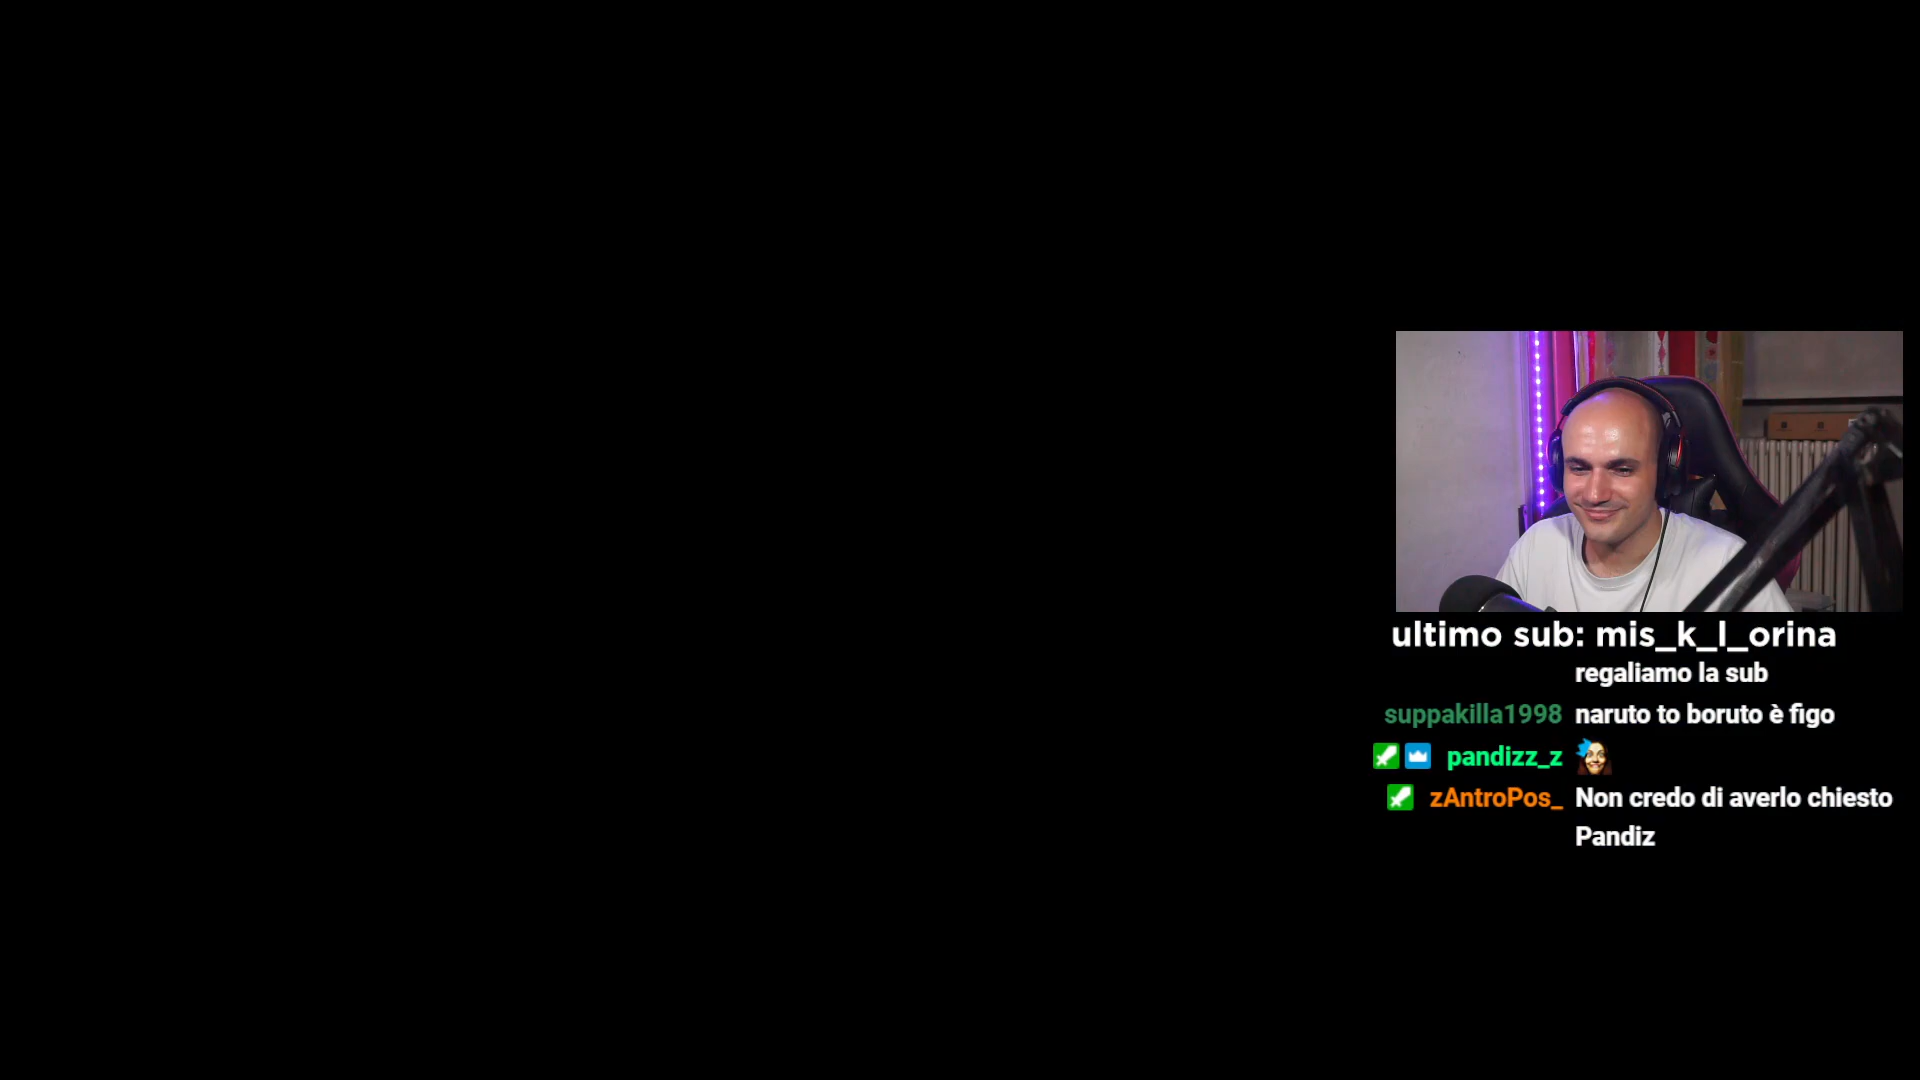 ultimo sub: mis_k_l_orina
regaliamo la sub
suppakilla1998 naruto to boruto è figo
pandizz_z
zAntroPos_ Non credo di averlo chiesto
Pandiz